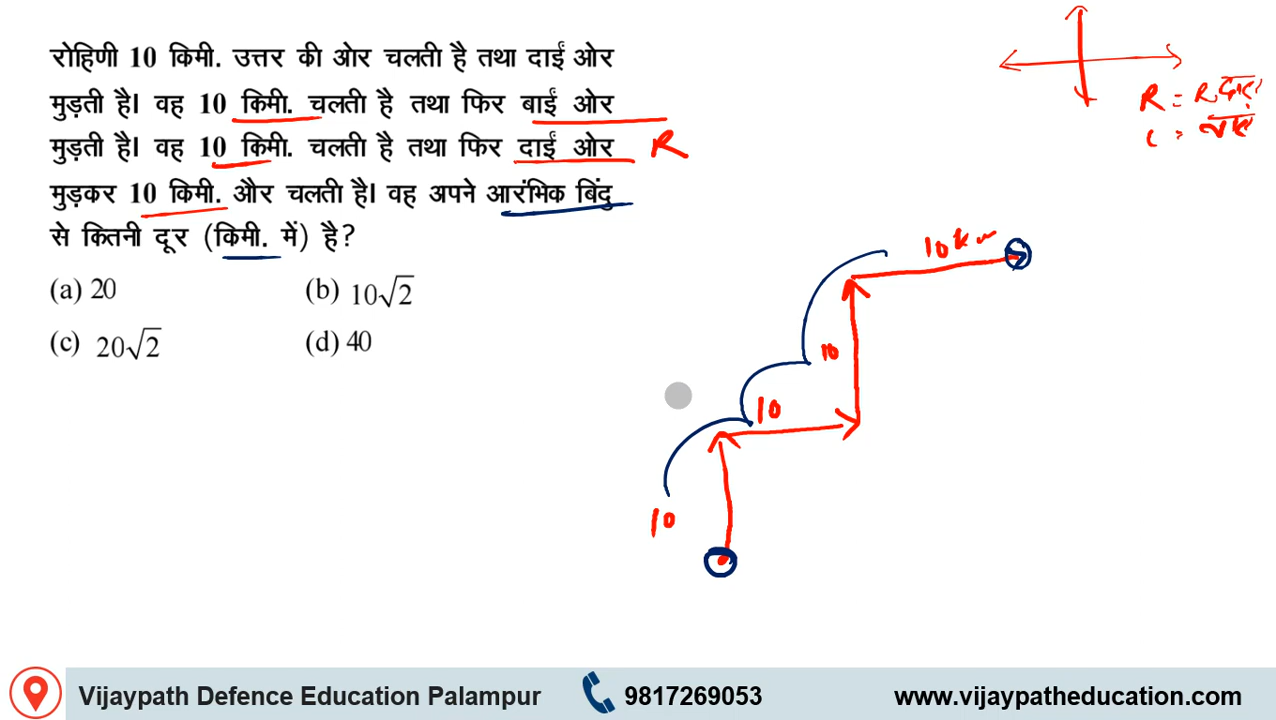 रोहिणी 10 किमी. उत्तर की ओर चलती है तथा दाईं ओर
मुड़ती है। वह 10 किमी. चलती है तथा फिर बाईं ओर
मुड़ती है। वह 10 किमी. चलती है तथा फिर दाईं ओर R
मुड़कर 10 किमी. और चलती है। वह अपने आरंभिक बिंदु
से कितनी दूर (किमी. में) है?
(a) 20 (b) 10√2
(c) 20√2 (d) 40
R = R
10km
10
10
10
Vijaypath Defence Education Palampur 9817269053 www.vijaypatheducation.com